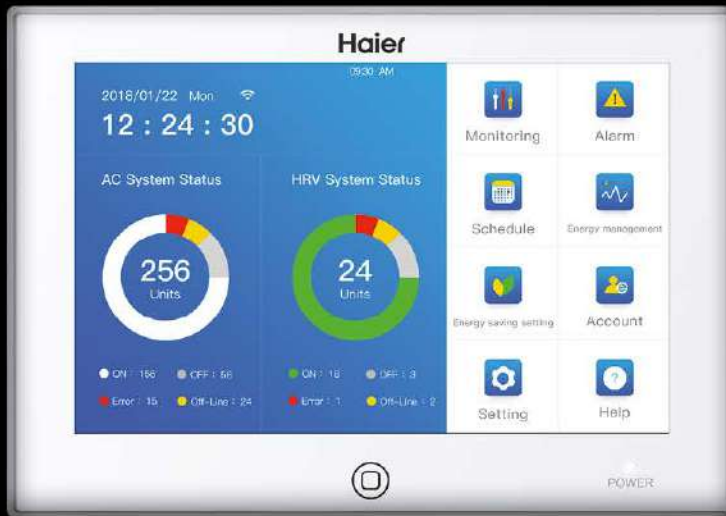 Haier
09:30 AM
2018/01/22 Mon
12 : 24 : 30
AC System Status
HRV System Status
256
Units
24
Units
ON : 156
OFF : 56
Error : 15
Off-Line : 24
ON : 18
OFF : 3
Error : 1
Off-Line : 2
Monitoring
Alarm
Schedule
Energy management
Energy saving setting
Account
Setting
?
Help
POWER